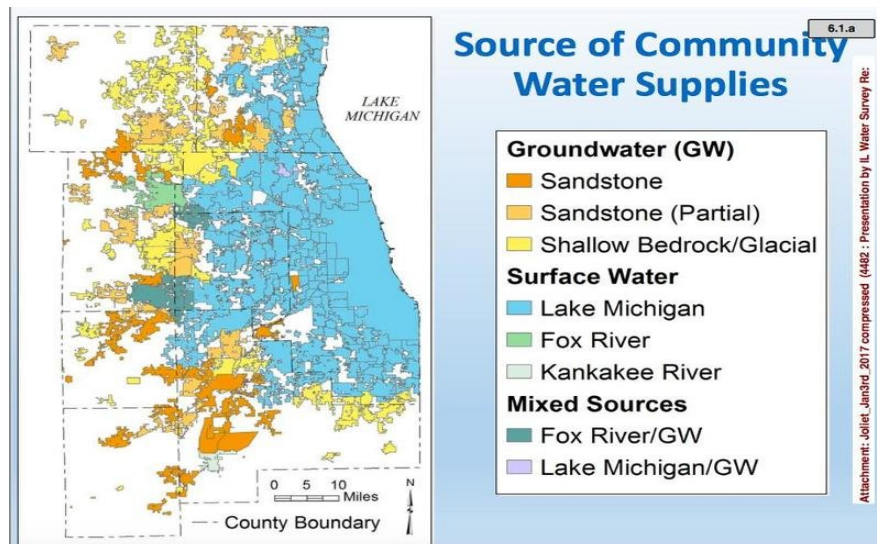 LAKE
MICHIGAN
0 5 10
Miles
N
County Boundary
6.1.a
Source of Community
Water Supplies
Groundwater (GW)
Sandstone
Sandstone (Partial)
Shallow Bedrock/Glacial
Surface Water
Lake Michigan
Fox River
Kankakee River
Mixed Sources
Fox River/GW
Lake Michigan/GW
Attachment: Joliet_Jan3rd_2017 compressed (4482 : Presentation by IL Water Survey Re: